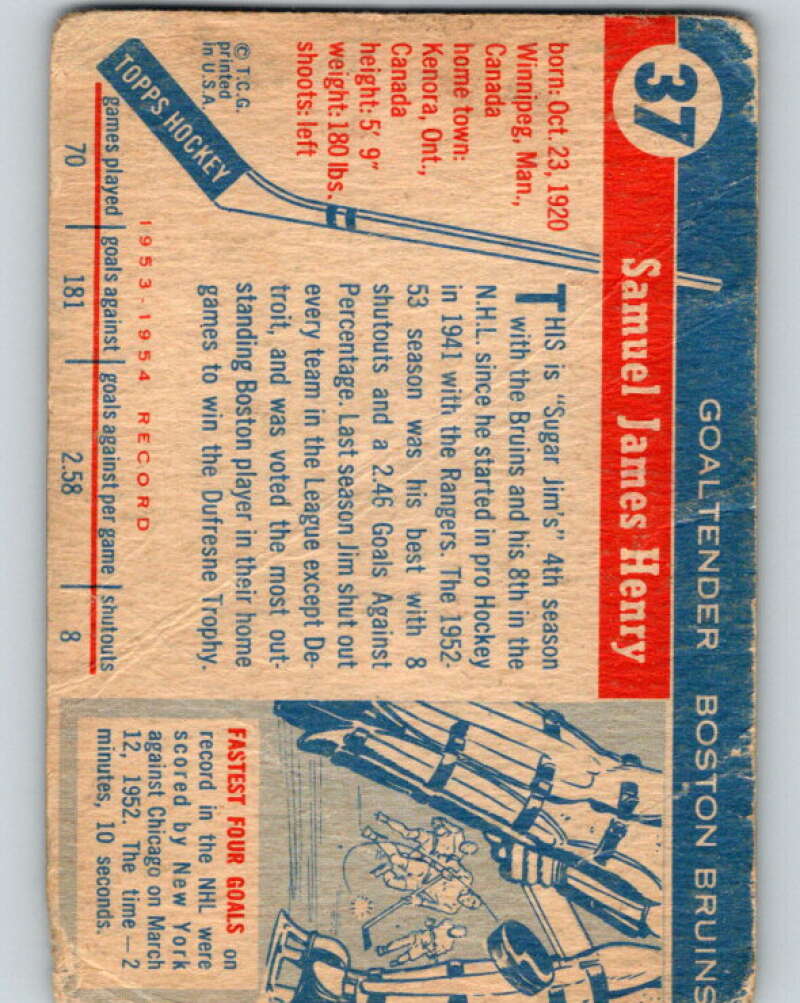 GOALTENDER BOSTON BRUINS
37
Samuel James Henry
born: Oct. 23, 1920
Winnipeg, Man.,
Canada
home town:
Kenora, Ont.,
Canada
height: 5' 9"
weight: 180 lbs.
shoots: left
© T.C.G.
printed
in U.S.A.
TOPPS HOCKEY
THIS is "Sugar Jim's" 4th season
with the Bruins and his 8th in the
N.H.L. since he started in pro Hockey
in 1941 with the Rangers. The 1952-
53 season was his best with 8
shutouts and a 2.46 Goals Against
Percentage. Last season Jim shut out
every team in the League except De-
troit, and was voted the most out-
standing Boston player in their home
games to win the Dufresne Trophy.
1953-1954 RECORD
games played goals against goals against per game shutouts
70 181 2.58 8
FASTEST FOUR GOALS on
record in the NHL were
scored by New York
against Chicago on March
12, 1952. The time — 2
minutes, 10 seconds.